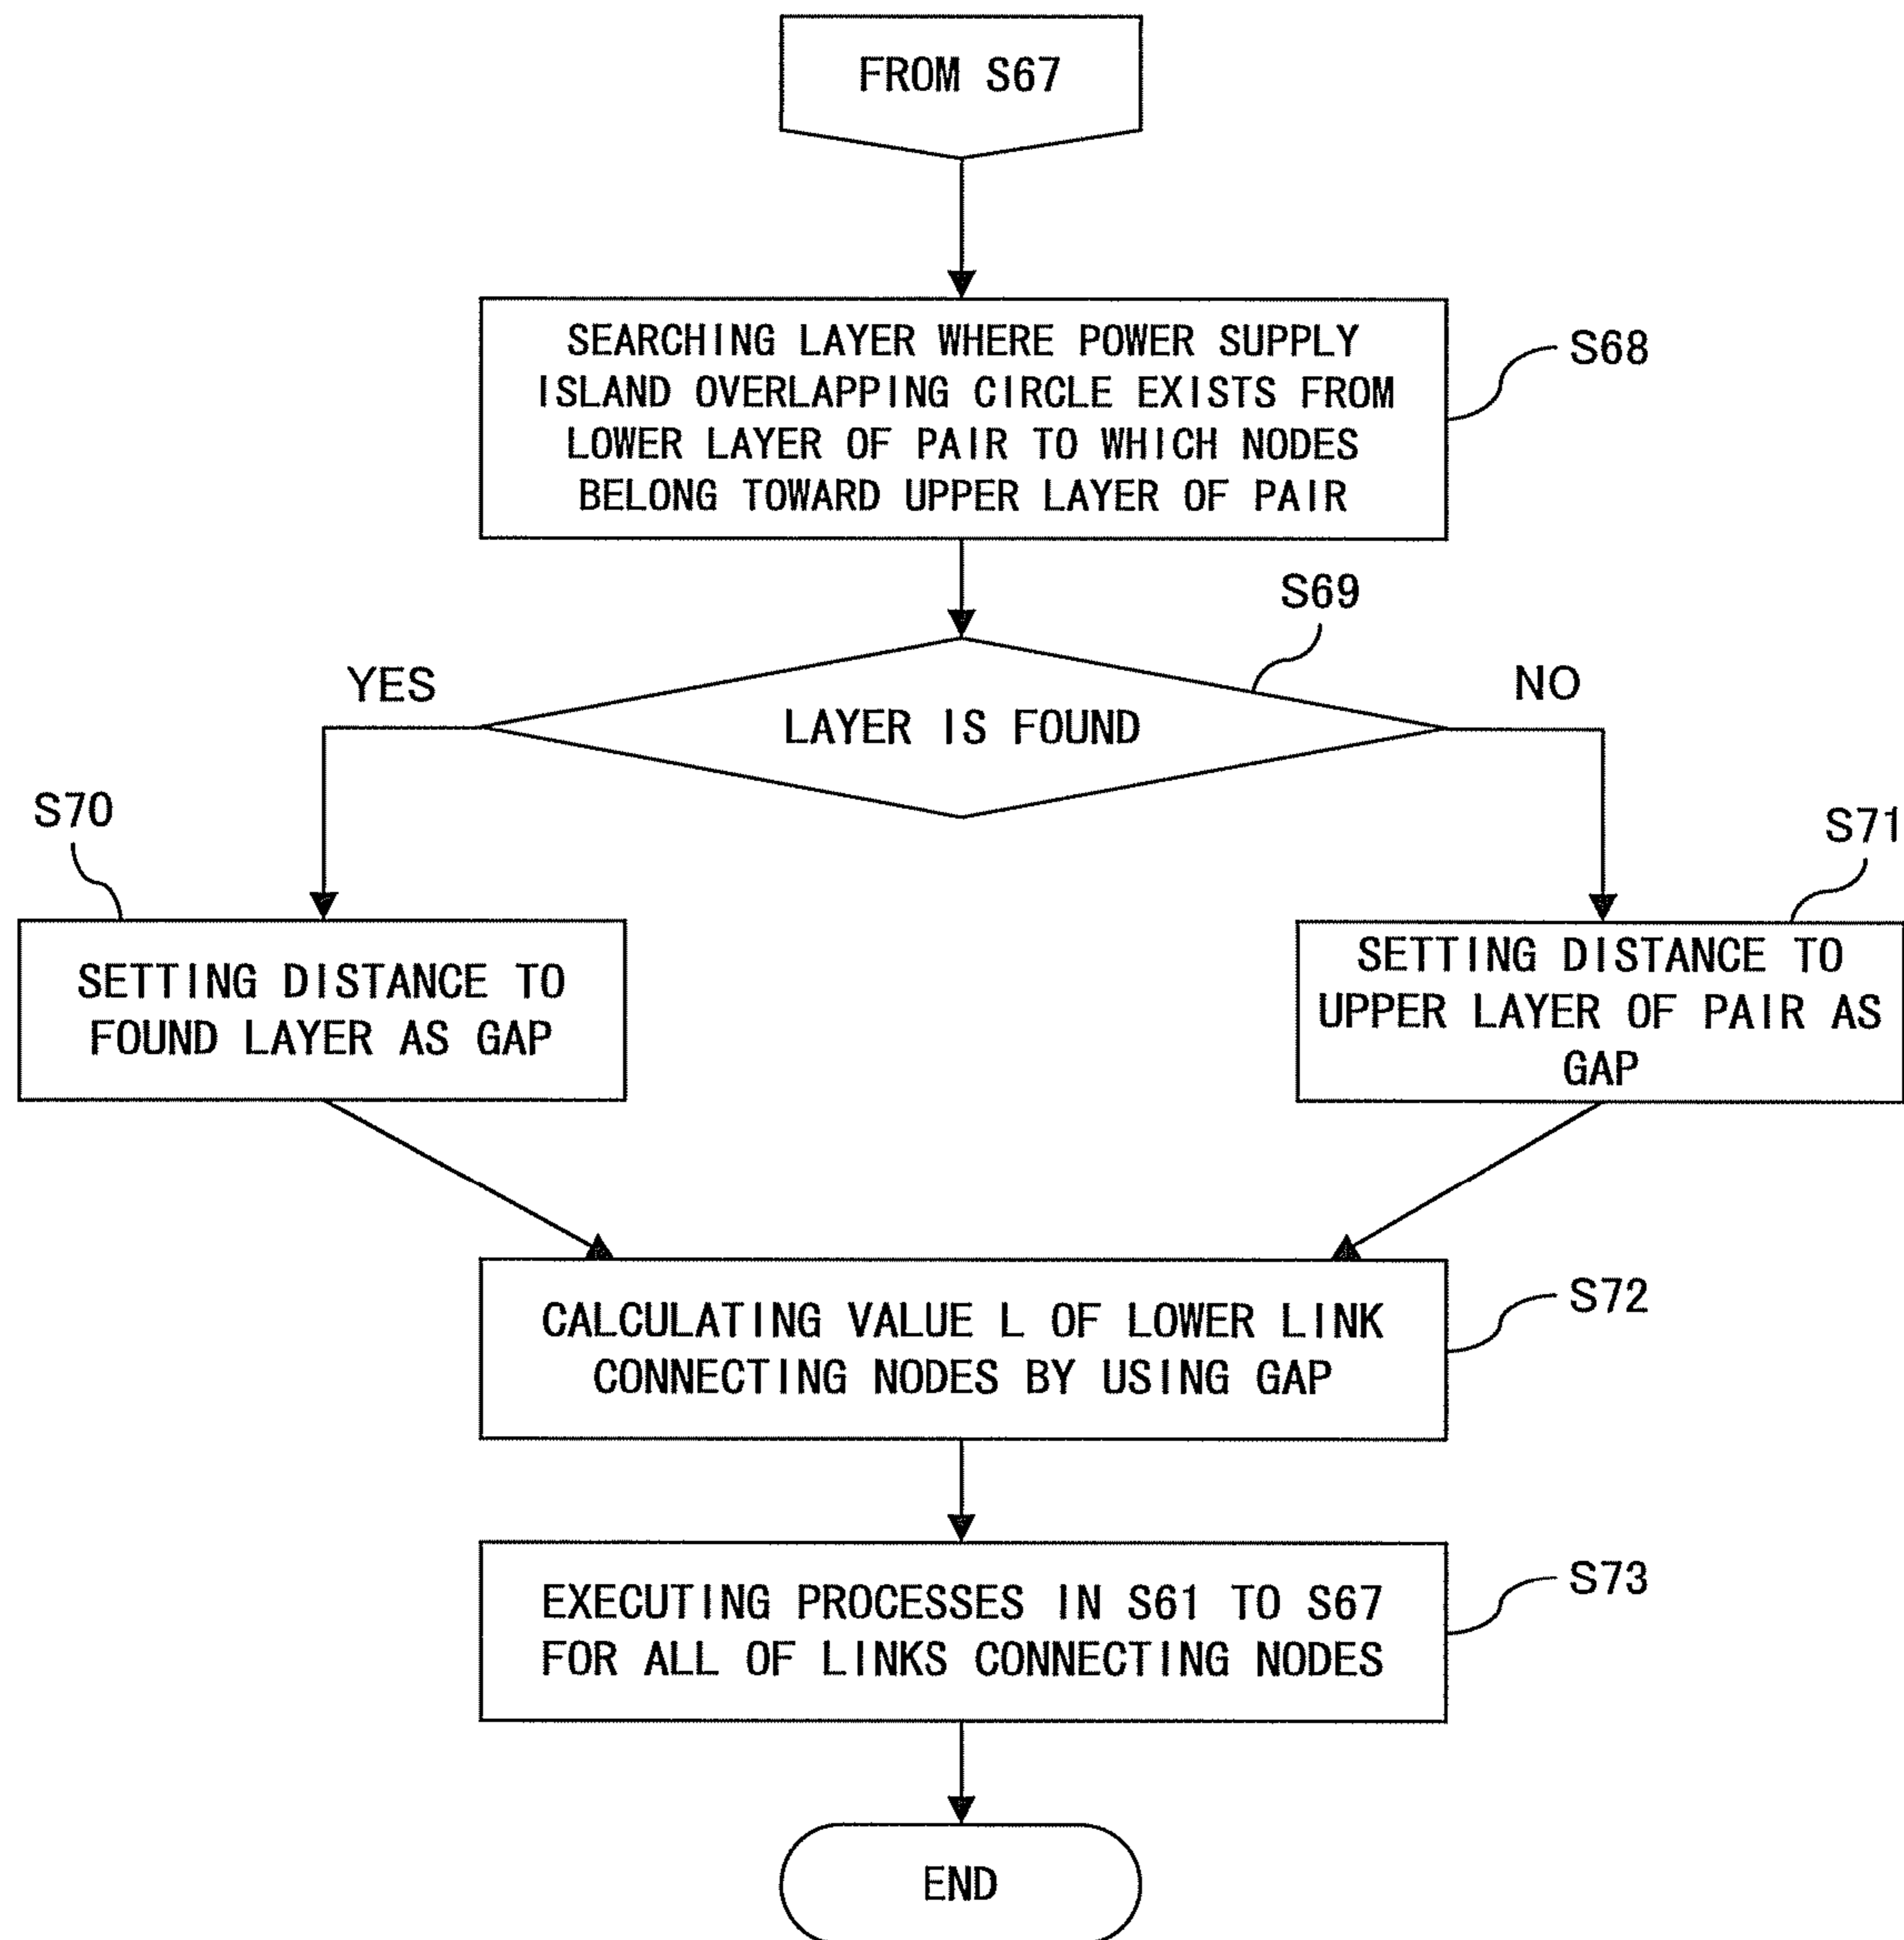 FROM S67
SEARCHING LAYER WHERE POWER SUPPLY
ISLAND OVERLAPPING CIRCLE EXISTS FROM
LOWER LAYER OF PAIR TO WHICH NODES
BELONG TOWARD UPPER LAYER OF PAIR
S68
S69
YES
LAYER IS FOUND
NO
S70
S71
SETTING DISTANCE TO
FOUND LAYER AS GAP
SETTING DISTANCE TO
UPPER LAYER OF PAIR AS
GAP
CALCULATING VALUE L OF LOWER LINK
CONNECTING NODES BY USING GAP
S72
EXECUTING PROCESSES IN S61 TO S67
FOR ALL OF LINKS CONNECTING NODES
S73
END